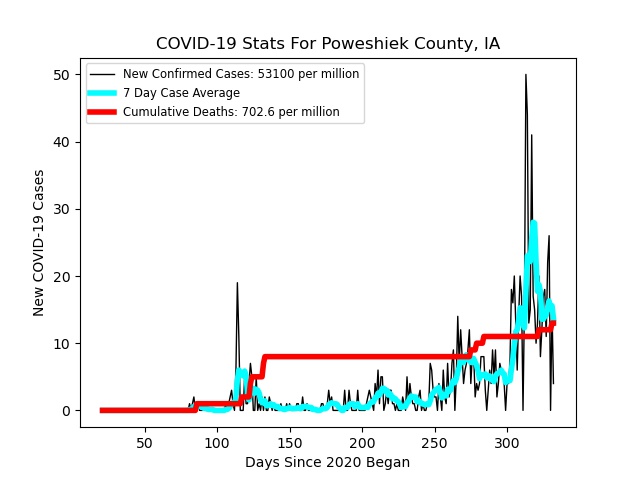 COVID-19 Stats For Poweshiek County, IA
New Confirmed Cases: 53100 per million
7 Day Case Average
Cumulative Deaths: 702.6 per million
New COVID-19 Cases
50
40
30
20
10
0
50
100
150
200
250
300
Days Since 2020 Began